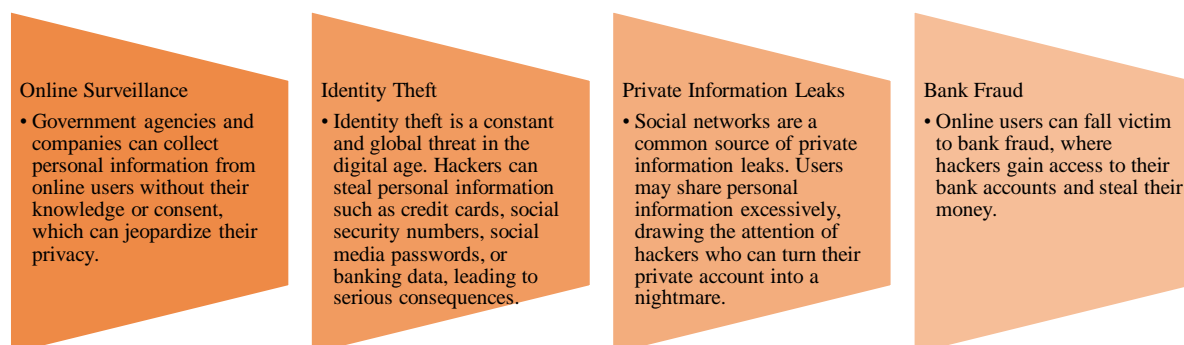 Online Surveillance
• Government agencies and
companies can collect
personal information from
online users without their
knowledge or consent,
which can jeopardize their
privacy.
Identity Theft
• Identity theft is a constant
and global threat in the
digital age. Hackers can
steal personal information
such as credit cards, social
security numbers, social
media passwords, or
banking data, leading to
serious consequences.
Private Information Leaks
• Social networks are a
common source of private
information leaks. Users
may share personal
information excessively,
drawing the attention of
hackers who can turn their
private account into a
nightmare.
Bank Fraud
• Online users can fall victim
to bank fraud, where
hackers gain access to their
bank accounts and steal their
money.